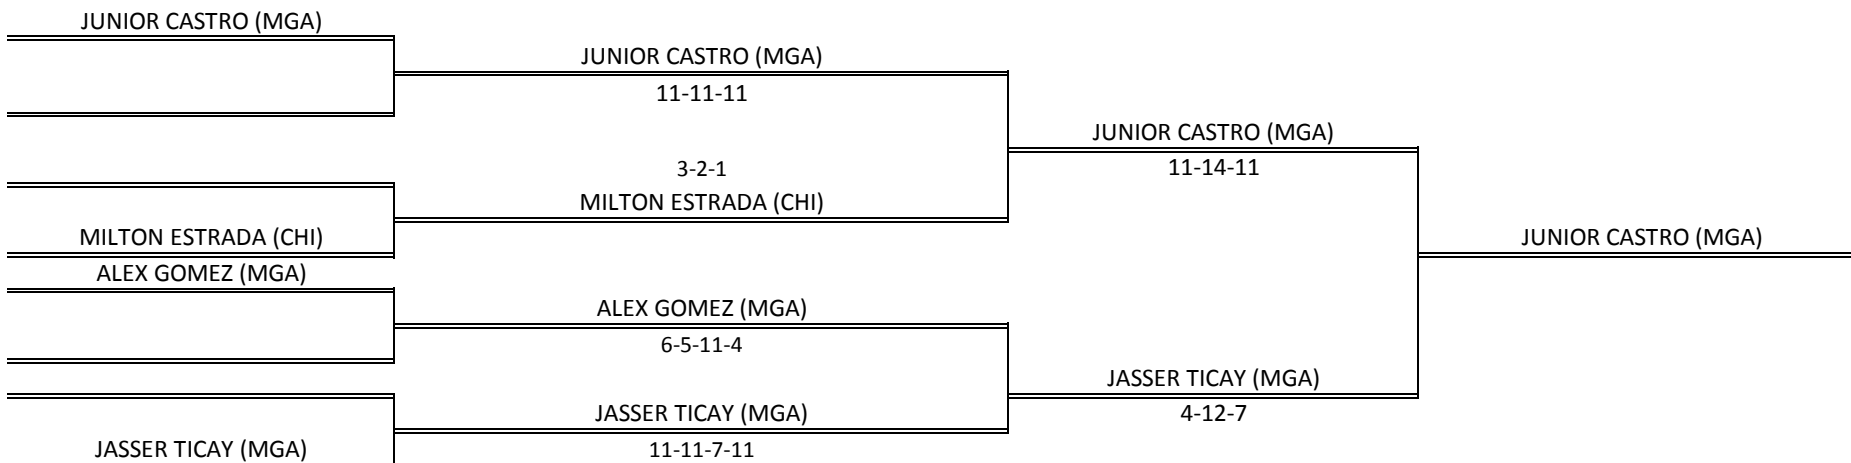 JUNIOR CASTRO (MGA)
JUNIOR CASTRO (MGA)
11-11-11
JUNIOR CASTRO (MGA)
3-2-1
11-14-11
MILTON ESTRADA (CHI)
MILTON ESTRADA (CHI)
JUNIOR CASTRO (MGA)
ALEX GOMEZ (MGA)
ALEX GOMEZ (MGA)
6-5-11-4
JASSER TICAY (MGA)
JASSER TICAY (MGA)
4-12-7
JASSER TICAY (MGA)
11-11-7-11